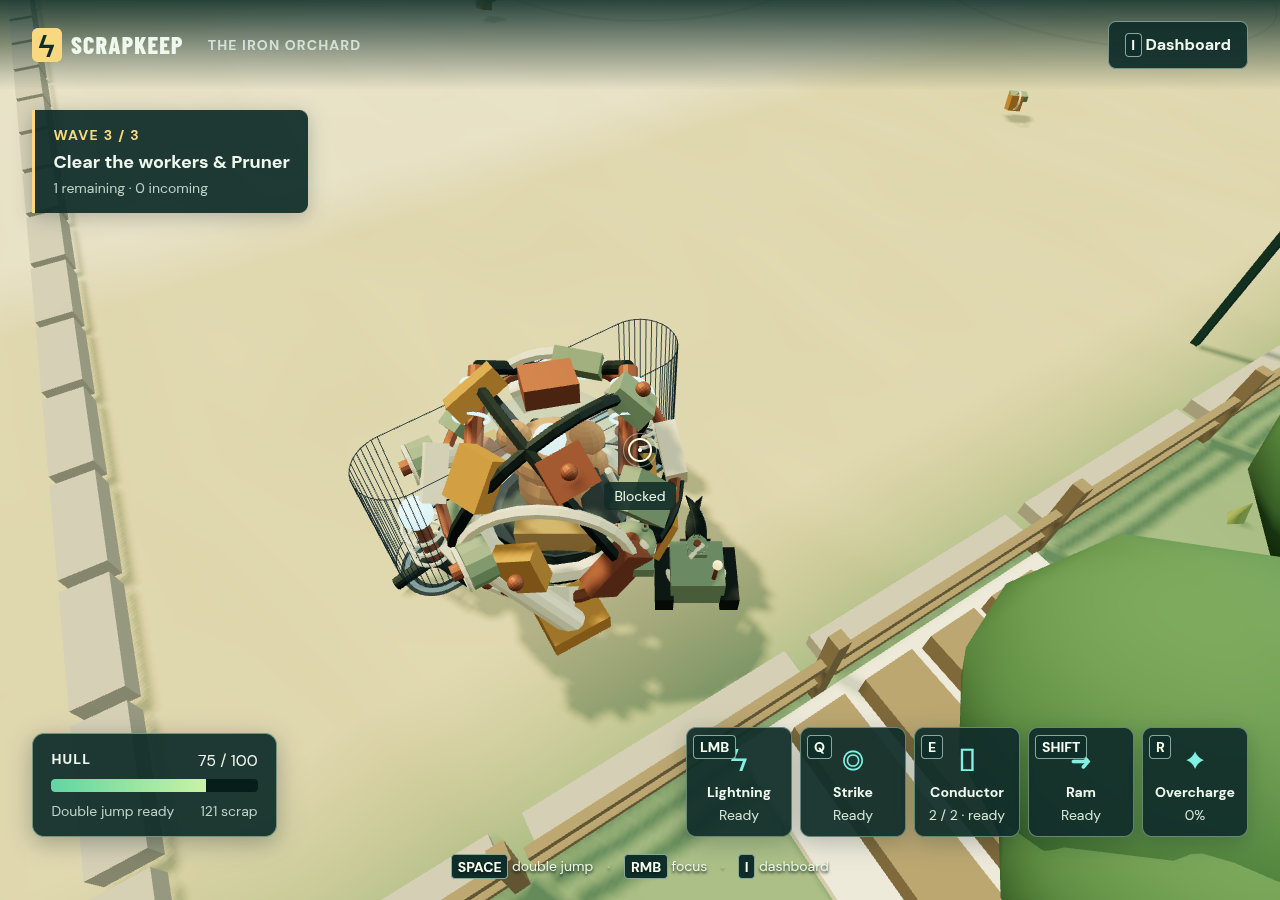 SCRAPKEEP
THE IRON ORCHARD
I Dashboard
WAVE 3 / 3
Clear the workers & Pruner
1 remaining · 0 incoming
Blocked
HULL
75 / 100
Double jump ready
121 scrap
LMB
Lightning
Ready
Q
Strike
Ready
E
Conductor
2 / 2 · ready
SHIFT
Ram
Ready
R
Overcharge
0%
SPACE double jump · RMB focus · I dashboard